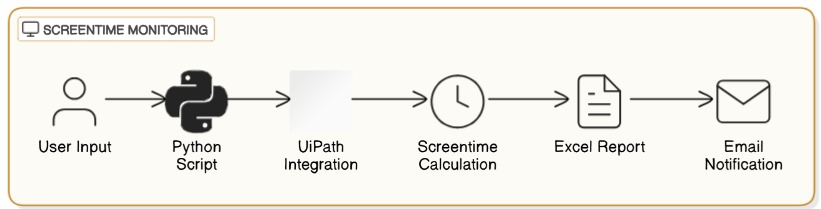 SCREENTIME MONITORING
User Input
Python
Script
UiPath
Integration
Screentime
Calculation
Excel Report
Email
Notification